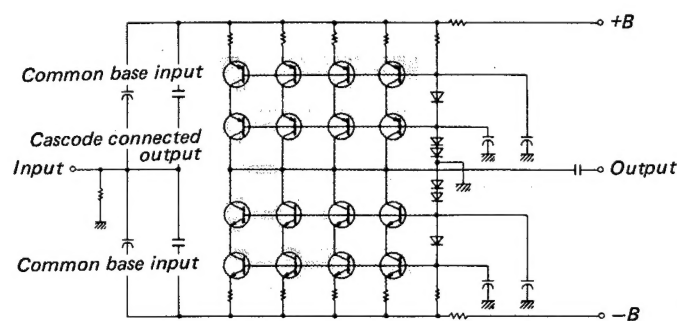 +B
Common base input
Cascode connected
output
Input
Output
Common base input
−B